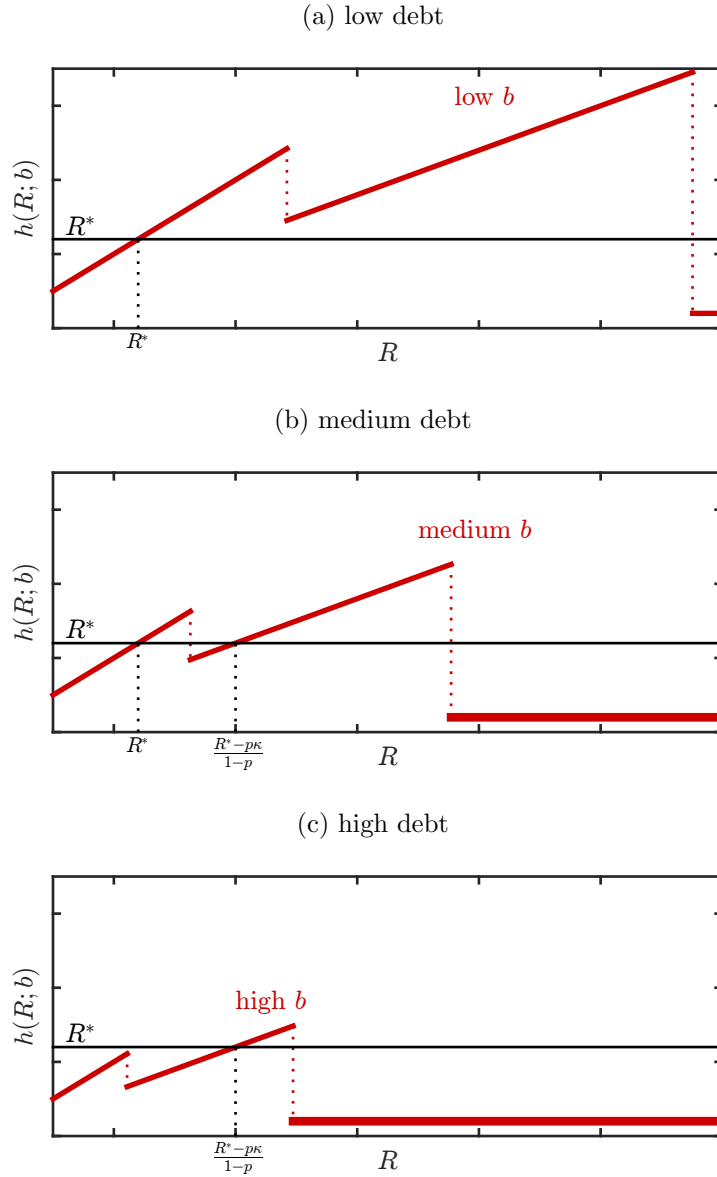 (a) low debt
low b
h(R; b)
R*
R*
R
(b) medium debt
medium b
h(R; b)
R*
R*
R*−pκ
1−p
R
(c) high debt
high b
h(R; b)
R*
R*−pκ
1−p
R